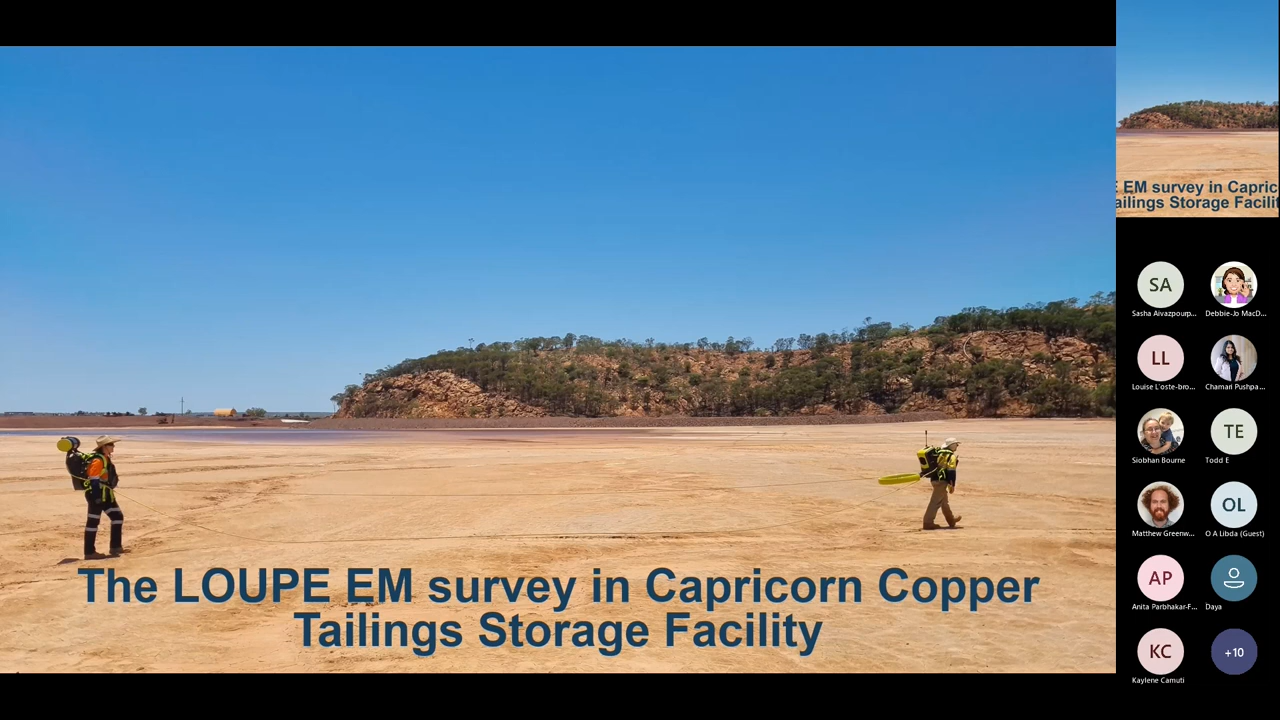 The LOUPE EM survey in Capricorn Copper
Tailings Storage Facility
E EM survey in Capric
ailings Storage Facilit
SA
Sasha Aivazpourp...
Debbie-Jo MacD...
LL
Louise L'oste-bro...
Chamari Pushpa...
Siobhan Bourne
TE
Todd E
Matthew Greenw...
OL
O A Libda (Guest)
AP
Anita Parbhakar-F...
Daya
KC
Kaylene Camuti
+10